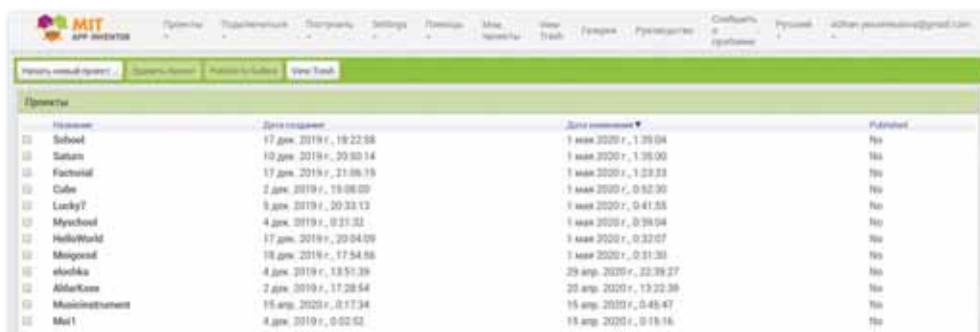 MIT
APP INVENTOR
Проекты Подключиться Построить Settings Помощь Мои проекты View Trash Галерея Руководство Сообщить о проблеме Русский
Начать новый проект ... Удалить проект Publish to Gallery View Trash
Проекты
Название Дата создания Дата изменения▼ Published
School 17 дек. 2019 г., 19:22:59 1 мая 2020 г., 1:35:04 No
Saturn 10 дек. 2019 г., 20:50:14 1 мая 2020 г., 1:35:00 No
Factorial 17 дек. 2019 г., 21:06:15 1 мая 2020 г., 1:23:23 No
Cube 2 дек. 2019 г., 15:08:00 1 мая 2020 г., 0:52:30 No
Lucky7 5 дек. 2019 г., 20:33:13 1 мая 2020 г., 0:41:55 No
Myschool 4 дек. 2019 г., 0:21:32 1 мая 2020 г., 0:39:04 No
HelloWorld 17 дек. 2019 г., 20:04:09 1 мая 2020 г., 0:32:07 No
Moigorod 18 дек. 2019 г., 17:54:56 1 мая 2020 г., 0:31:30 No
elochka 4 дек. 2019 г., 13:51:39 29 апр. 2020 г., 22:39:27 No
AldarKose 2 дек. 2019 г., 17:28:54 20 апр. 2020 г., 13:22:39 No
Musicinstrument 15 апр. 2020 г., 0:17:34 15 апр. 2020 г., 0:45:47 No
Moi1 4 дек. 2019 г., 0:02:52 15 апр. 2020 г., 0:15:16 No